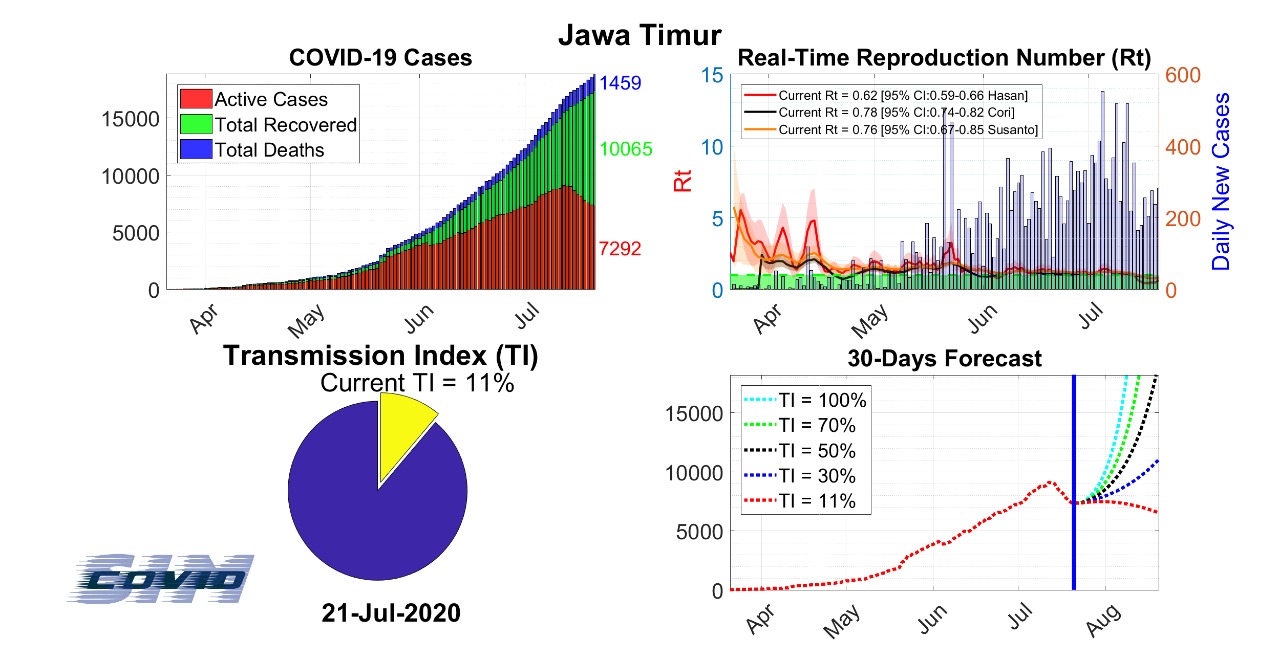 Jawa Timur
COVID-19 Cases
Active Cases
Total Recovered
Total Deaths
15000
10000
5000
0
1459
10065
7292
Apr
May
Jun
Jul
Real-Time Reproduction Number (Rt)
Current Rt = 0.62 [95% CI:0.59-0.66 Hasan]
Current Rt = 0.78 [95% CI:0.74-0.82 Cori]
Current Rt = 0.76 [95% CI:0.67-0.85 Susanto]
Rt
15
10
5
0
600
400
200
0
Daily New Cases
Apr
May
Jun
Jul
Transmission Index (TI)
Current TI = 11%
21-Jul-2020
SIM
COVID
30-Days Forecast
TI = 100%
TI = 70%
TI = 50%
TI = 30%
TI = 11%
15000
10000
5000
0
Apr
May
Jun
Jul
Aug